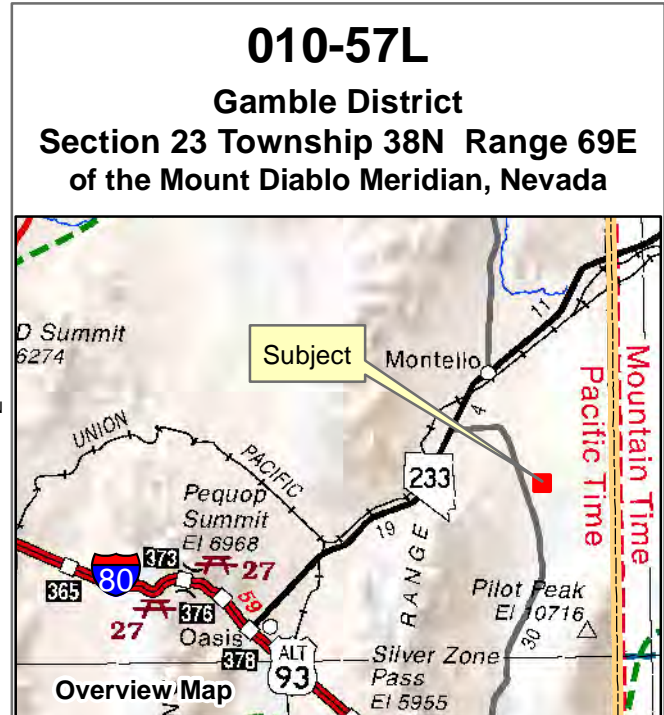 010-57L
Gamble District
Section 23 Township 38N Range 69E
of the Mount Diablo Meridian, Nevada
D Summit
6274
Subject
Montello
11
4
Mountain Time
Pacific Time
UNION
PACIFIC
233
19
Pequop
Summit
El 6968
373
27
365
80
376
59
27
Oasis
378
ALT
93
RANGE
Pilot Peak
El 10716
30
Silver Zone
Pass
El 5955
Overview Map